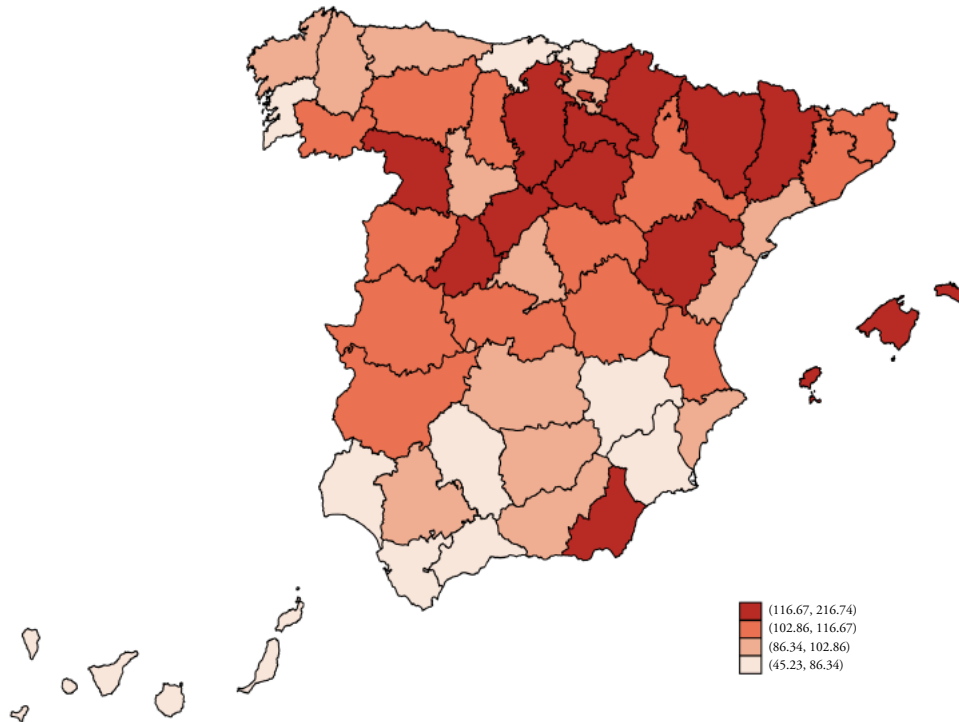 (116.67, 216.74)
(102.86, 116.67)
(86.34, 102.86)
(45.23, 86.34)